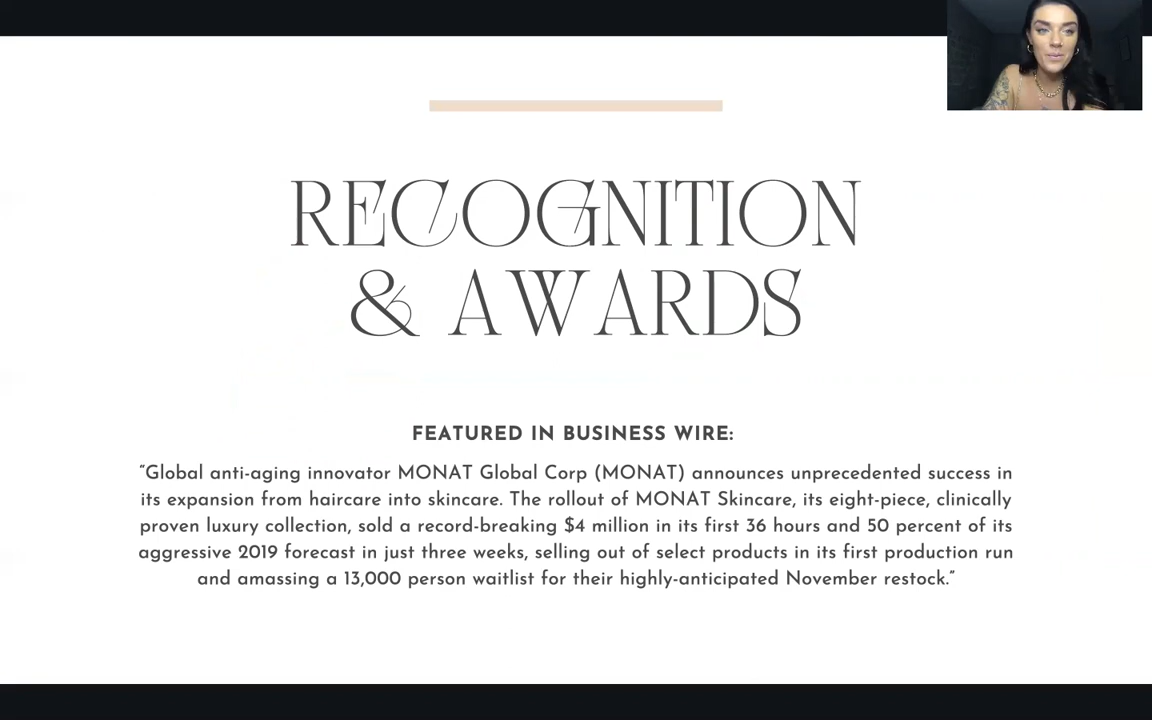 RECOGNITION
& AWARDS
FEATURED IN BUSINESS WIRE:
"Global anti-aging innovator MONAT Global Corp (MONAT) announces unprecedented success in
its expansion from haircare into skincare. The rollout of MONAT Skincare, its eight-piece, clinically
proven luxury collection, sold a record-breaking $4 million in its first 36 hours and 50 percent of its
aggressive 2019 forecast in just three weeks, selling out of select products in its first production run
and amassing a 13,000 person waitlist for their highly-anticipated November restock."